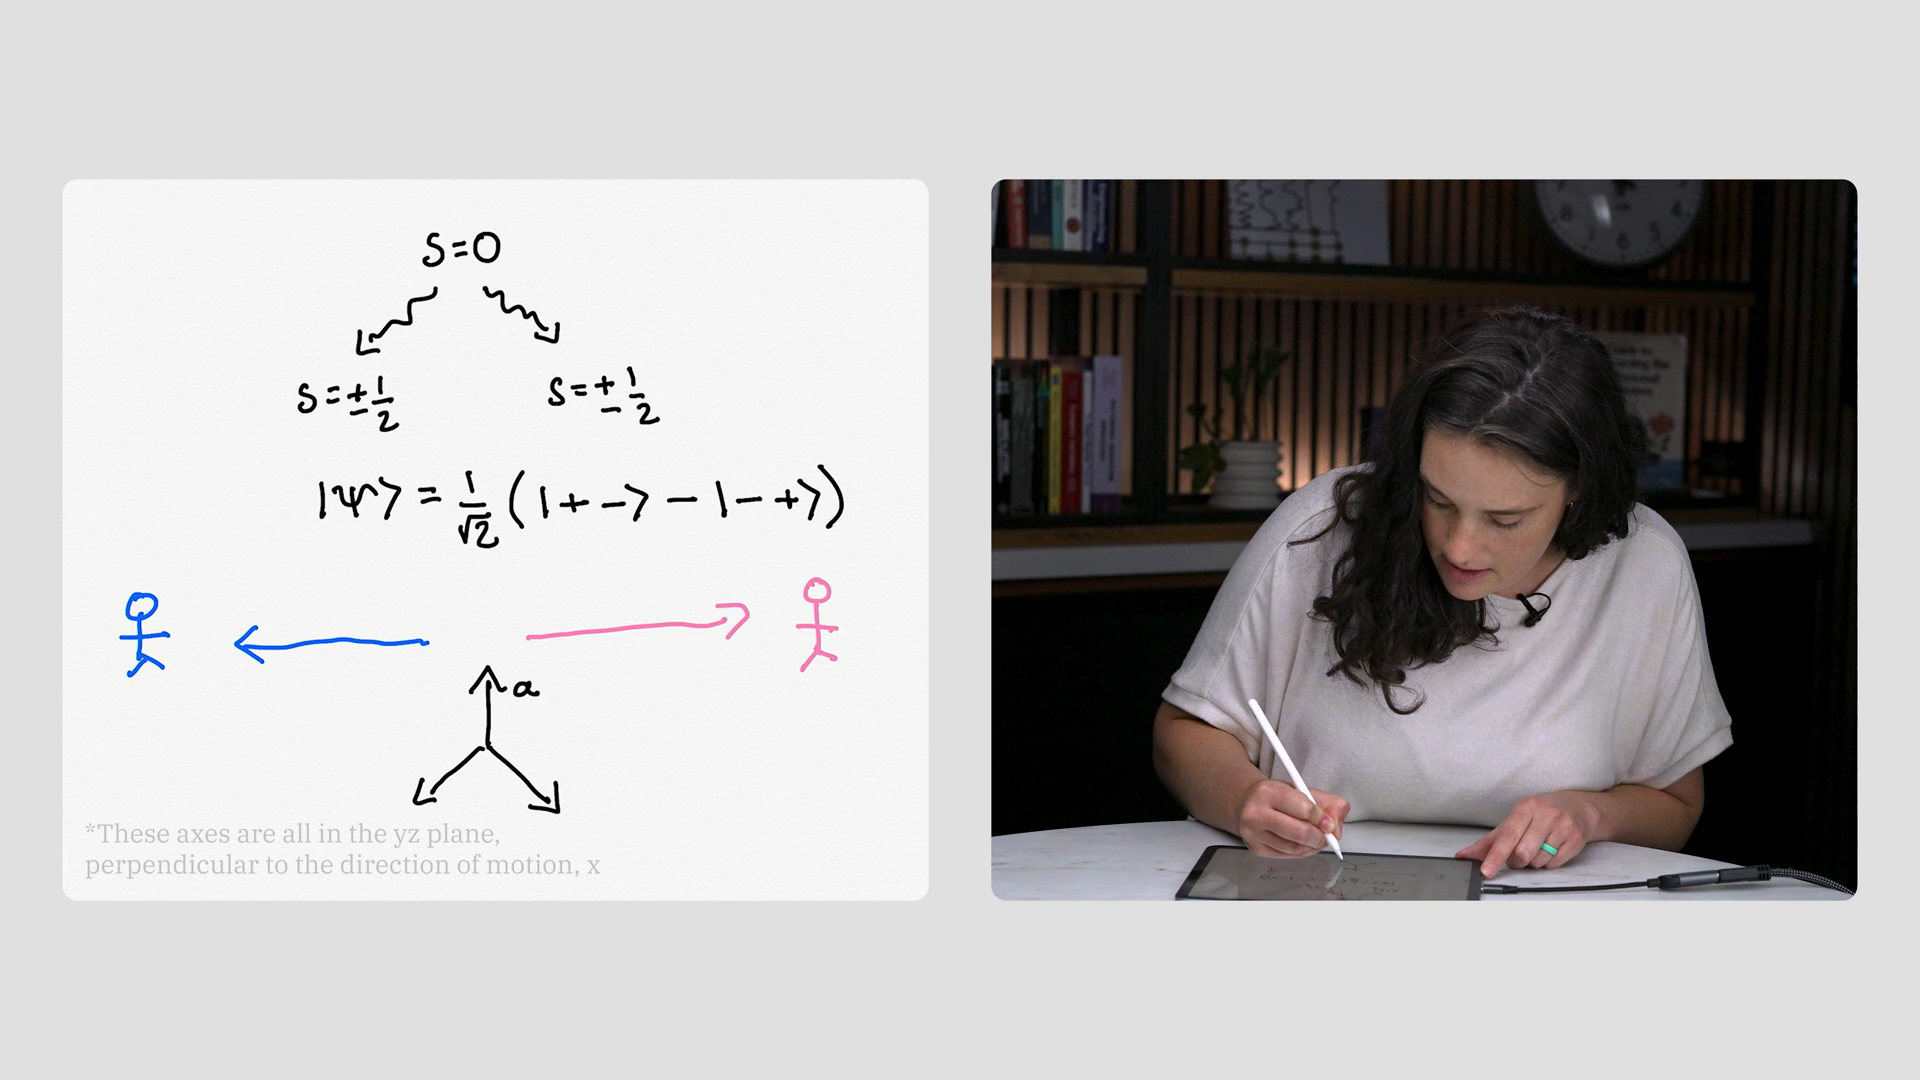 S=0
S=±1/2 S=±1/2
|ψ⟩ = 1/√2 (|+ -⟩ - |- +⟩)
a
*These axes are all in the yz plane,
perpendicular to the direction of motion, x